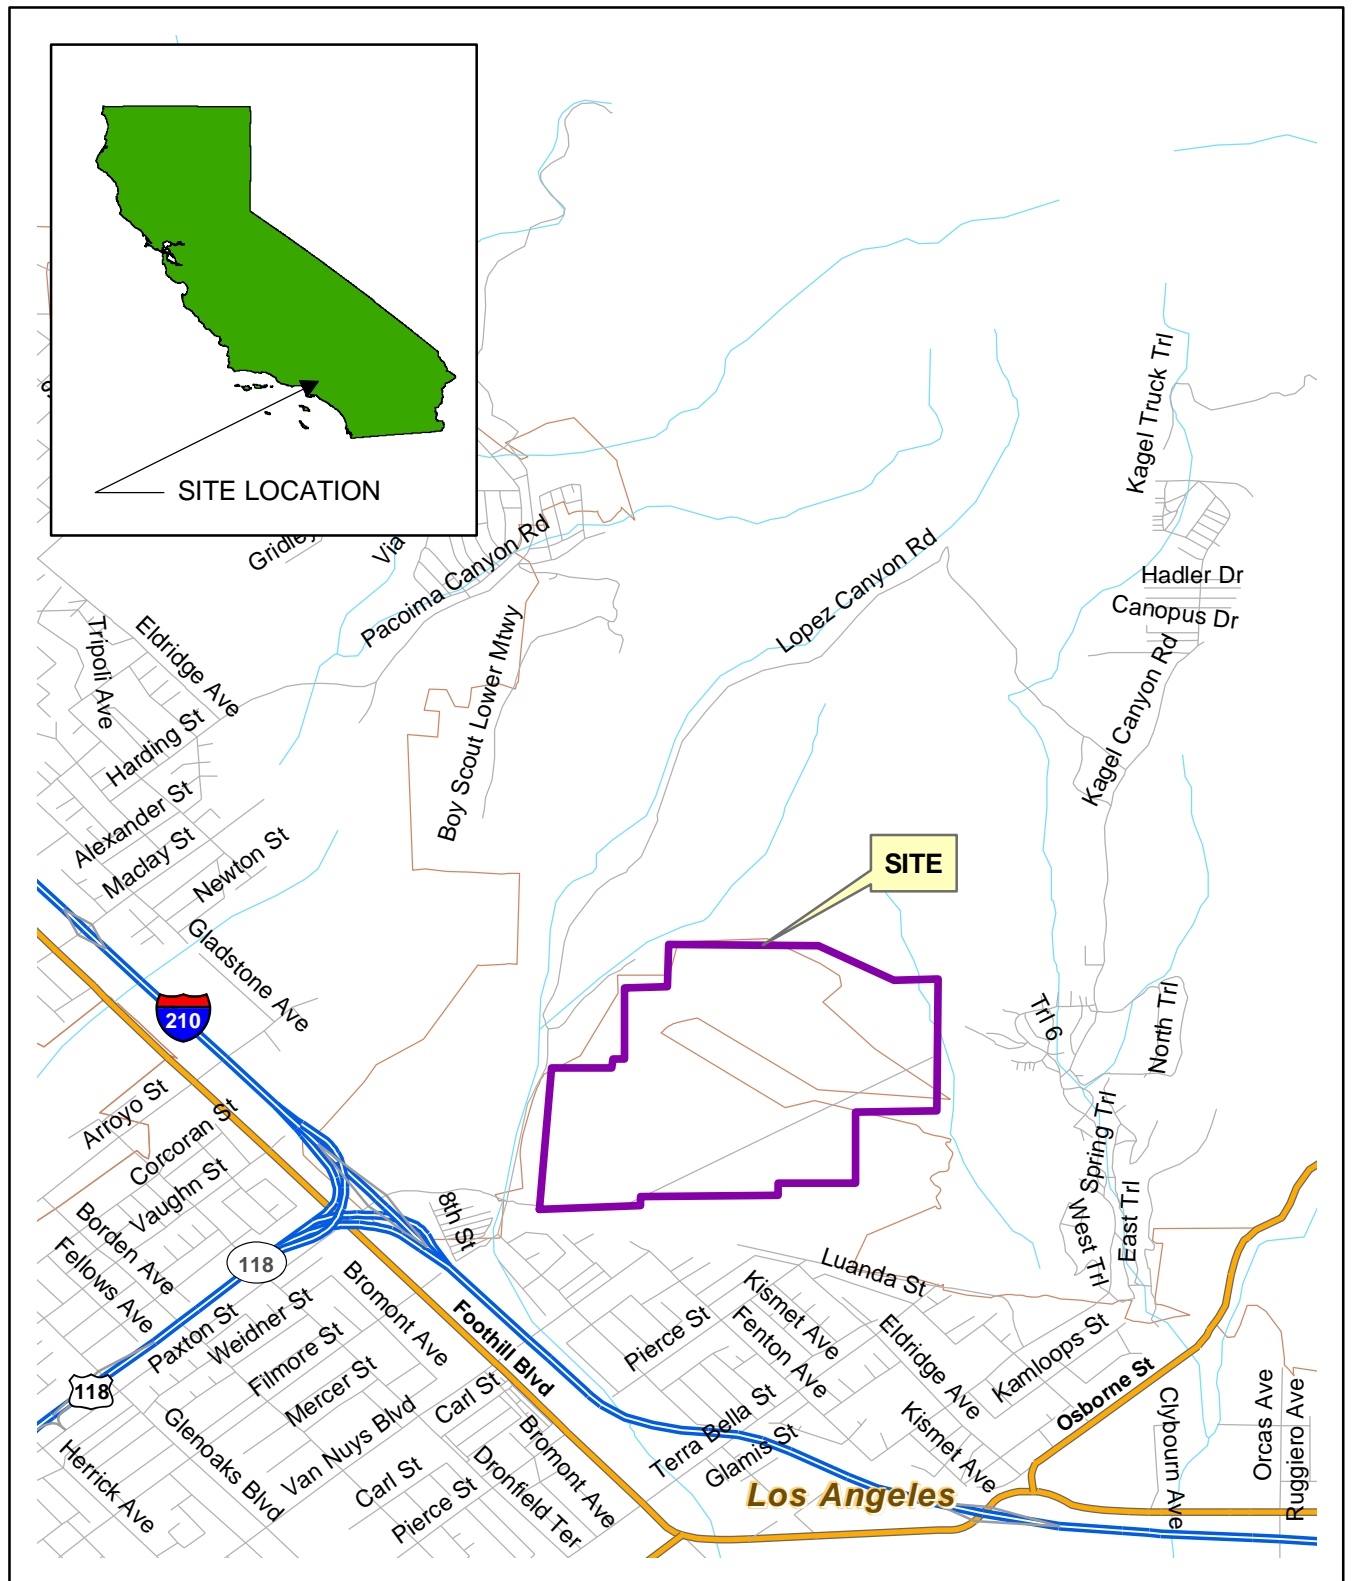 SITE LOCATION
Gridley
Via
Pacoima Canyon Rd
Lopez Canyon Rd
Kagel Truck Trl
Hadler Dr
Canopus Dr
Kagel Canyon Rd
Boy Scout Lower Mtwy
Tripoli Ave
Eldridge Ave
Harding St
Alexander St
Maclay St
Newton St
Gladstone Ave
SITE
210
Trl 6
North Trl
Spring Trl
West Trl
East Trl
Arroyo St
Corcoran St
Vaughn St
Borden Ave
Fellows Ave
8th St
118
Luanda St
Paxton St
Weidner St
Bromont Ave
Foothill Blvd
Filmore St
Mercer St
Pierce St
Kismet Ave
Fenton Ave
Eldridge Ave
Kamloops St
Osborne St
118
Glenoaks Blvd
Van Nuys Blvd
Carl St
Carl St
Bromont Ave
Dronfield Ter
Pierce St
Terra Bella St
Glamis St
Kismet Ave
Los Angeles
Herrick Ave
Clybourn Ave
Orcas Ave
Ruggiero Ave